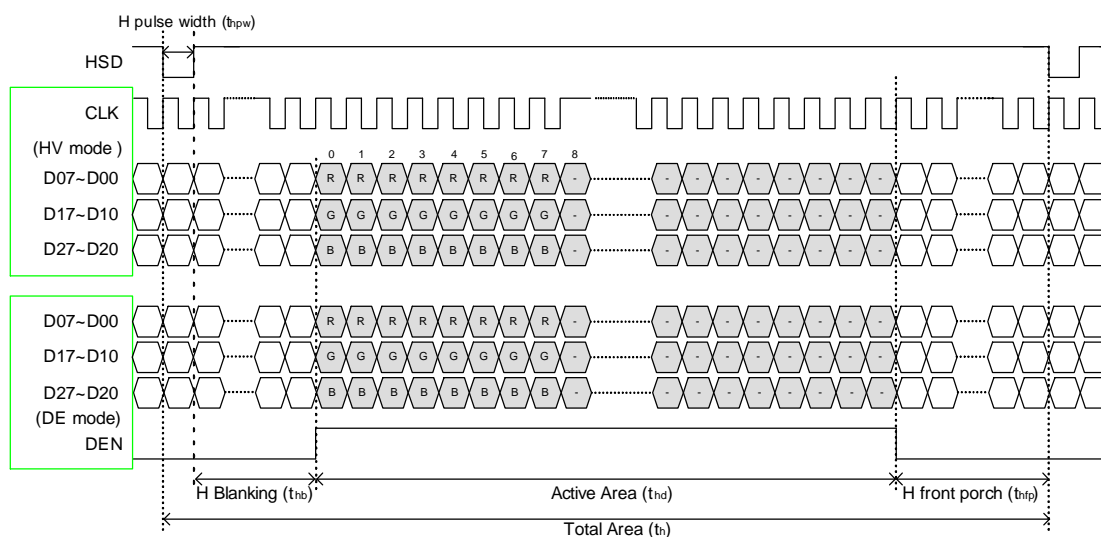 H pulse width (thpw)
HSD
CLK
(HV mode )
0 1 2 3 4 5 6 7 8
D07~D00 R R R R R R R R - - - - - - - - -
D17~D10 G G G G G G G G - - - - - - - - -
D27~D20 B B B B B B B B - - - - - - - - -
D07~D00 R R R R R R R R - - - - - - - - -
D17~D10 G G G G G G G G - - - - - - - - -
D27~D20 B B B B B B B B - - - - - - - - -
(DE mode)
DEN
H Blanking (thb) Active Area (thd) H front porch (thfp)
Total Area (th)